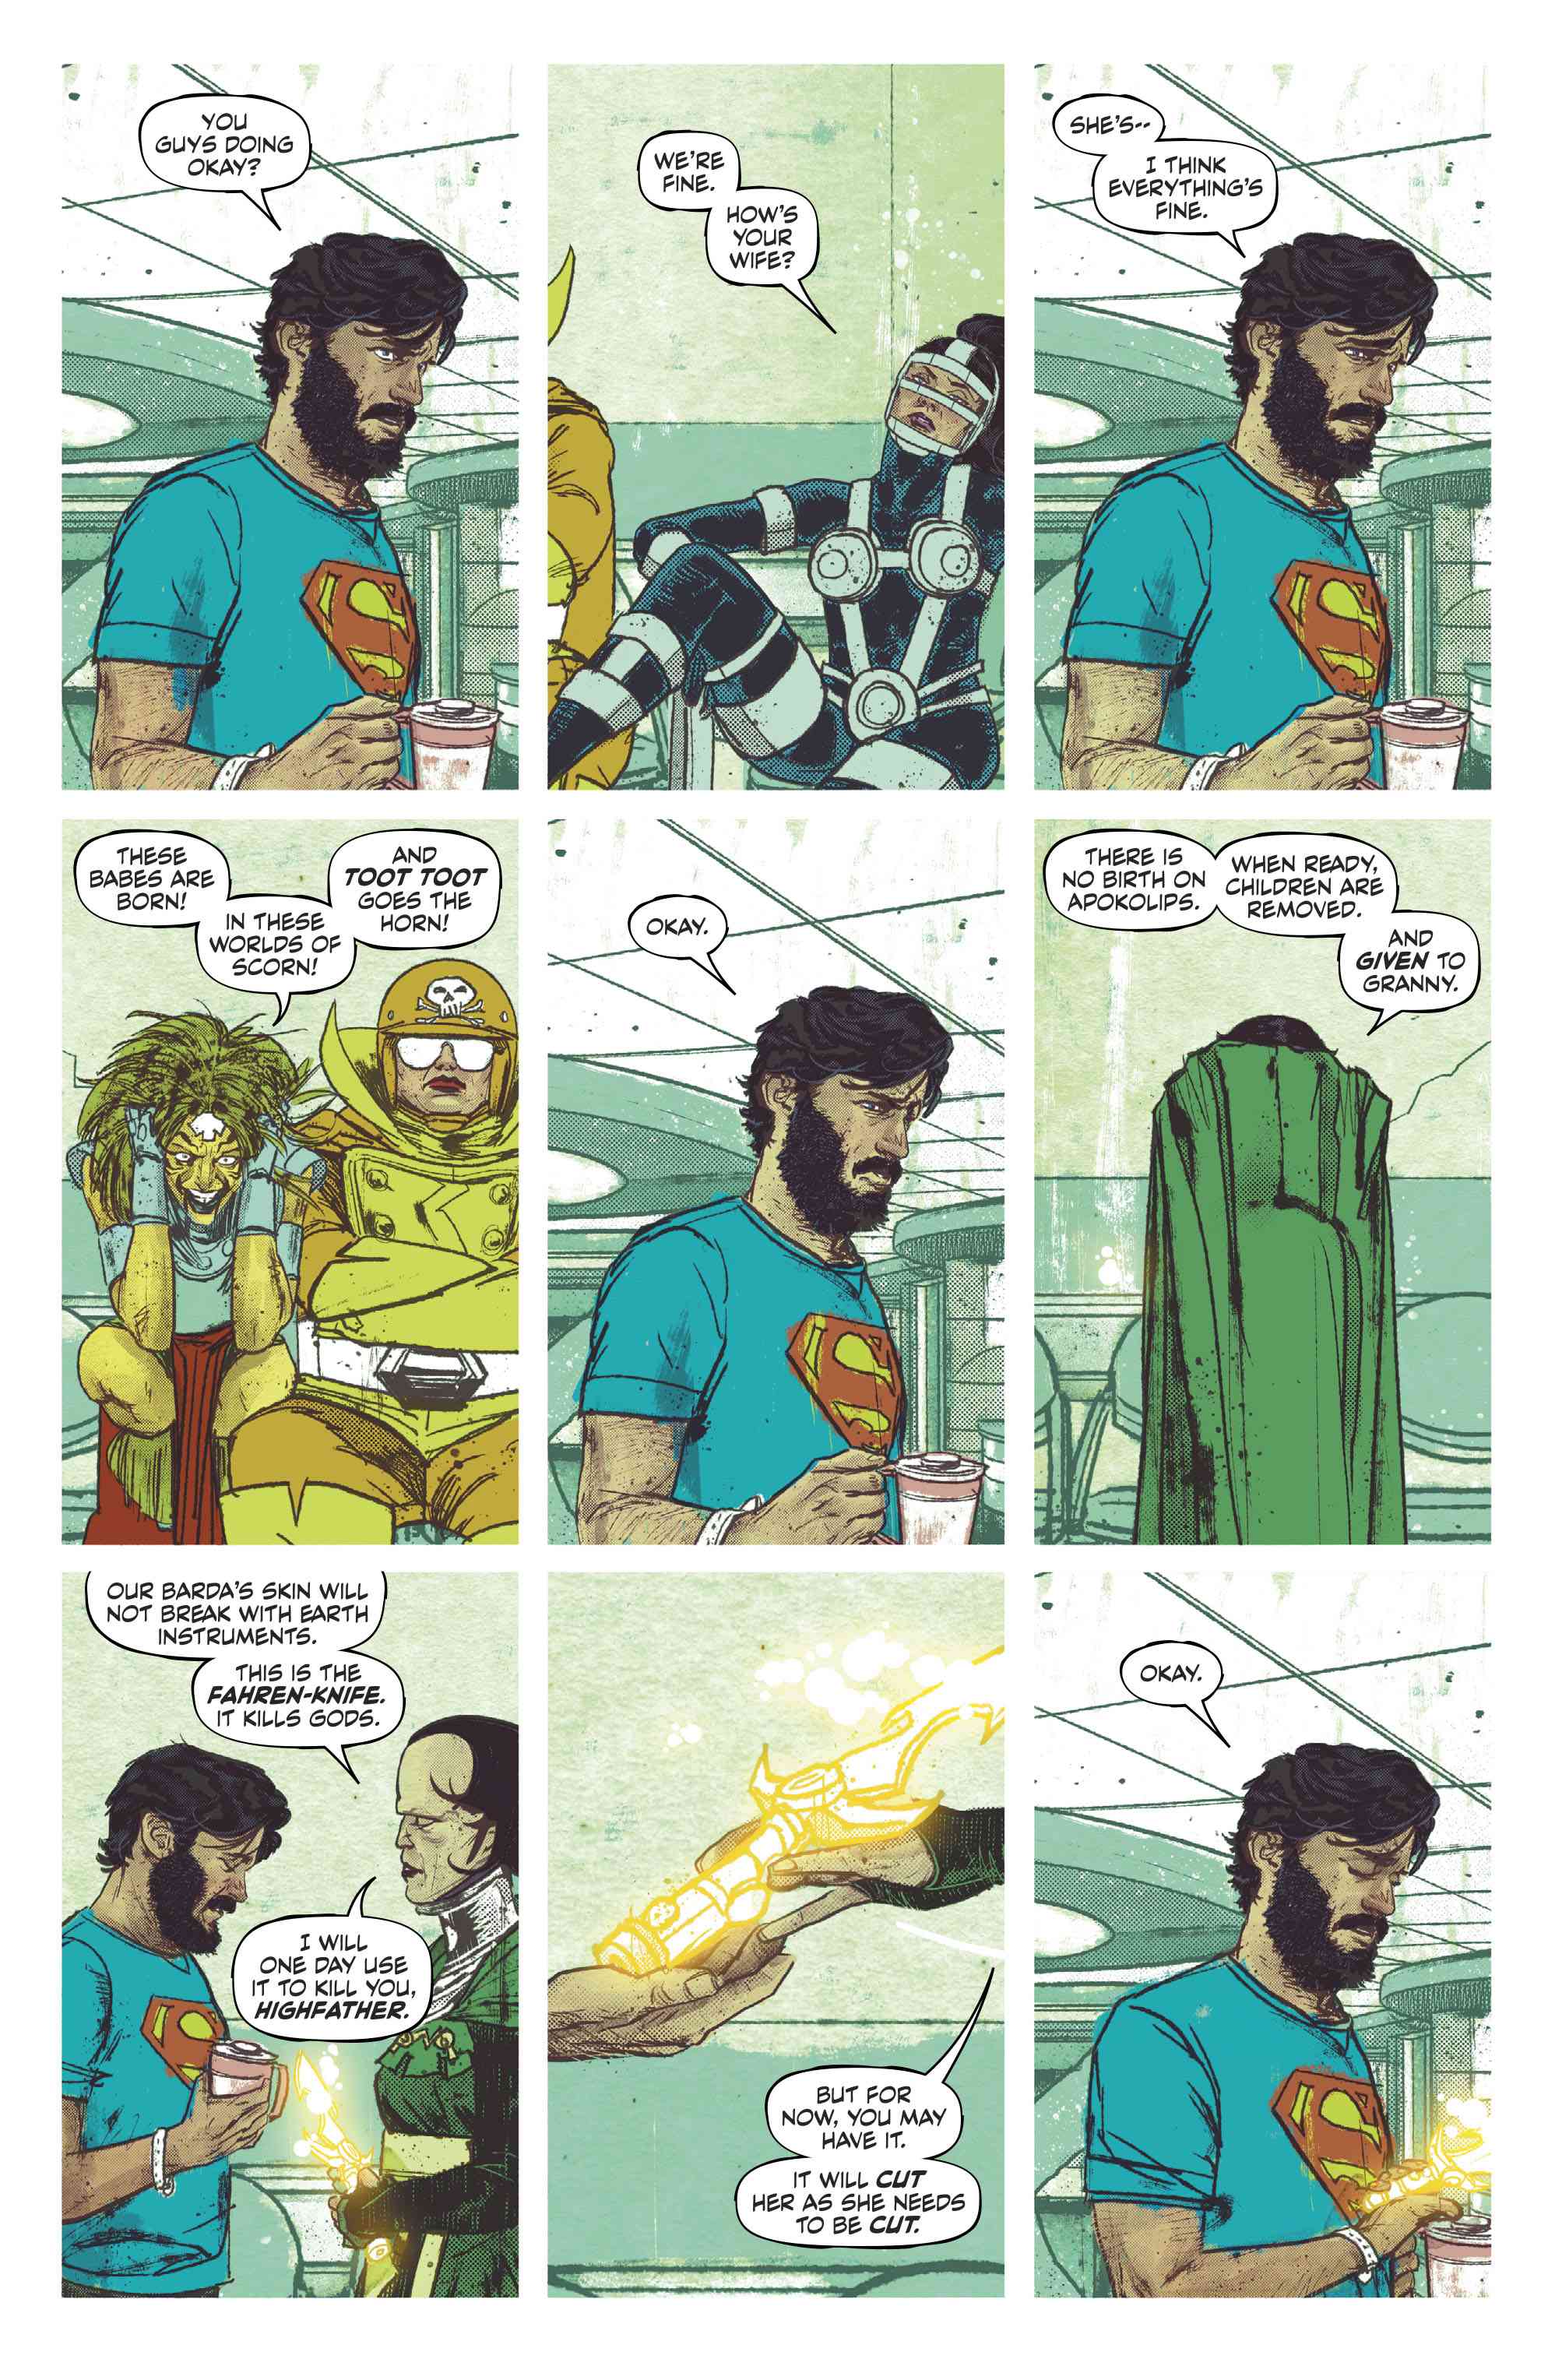 YOU
GUYS DOING
OKAY?
WE'RE
FINE.
HOW'S
YOUR
WIFE?
SHE'S--
I THINK
EVERYTHING'S
FINE.
THESE
BABES ARE
BORN!
IN THESE
WORLDS OF
SCORN!
AND
TOOT TOOT
GOES THE
HORN!
OKAY.
THERE IS
NO BIRTH ON
APOKOLIPS.
WHEN READY,
CHILDREN ARE
REMOVED.
AND
GIVEN TO
GRANNY.
OUR BARDA'S SKIN WILL
NOT BREAK WITH EARTH
INSTRUMENTS.
THIS IS THE
FAHREN-KNIFE.
IT KILLS GODS.
I WILL
ONE DAY USE
IT TO KILL YOU,
HIGHFATHER.
BUT FOR
NOW, YOU MAY
HAVE IT.
IT WILL CUT
HER AS SHE NEEDS
TO BE CUT.
OKAY.